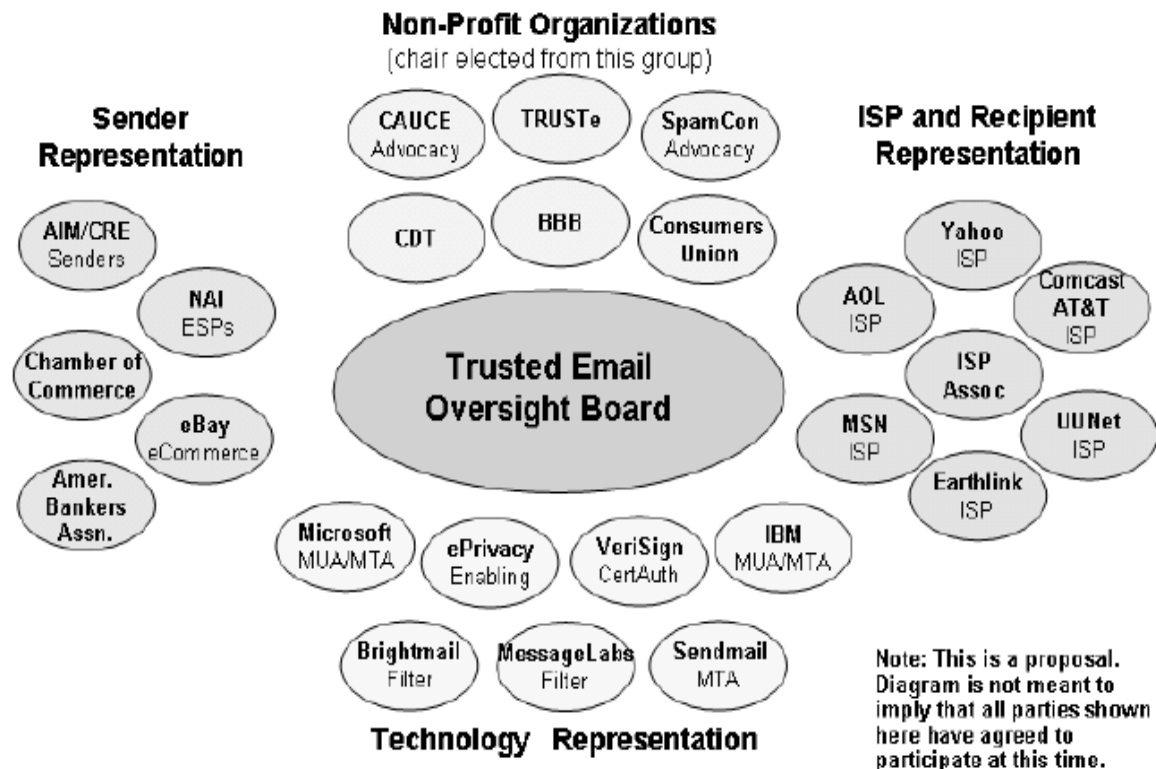 Non-Profit Organizations
(chair elected from this group)
CAUCE
Advocacy
TRUSTe
SpamCon
Advocacy
CDT
BBB
Consumers
Union
Sender
Representation
AIM/CRE
Senders
NAI
ESPs
Chamber of
Commerce
eBay
eCommerce
Amer.
Bankers
Assn.
Trusted Email
Oversight Board
ISP and Recipient
Representation
Yahoo
ISP
AOL
ISP
Comcast
AT&T
ISP
ISP
Assoc
MSN
ISP
UUNet
ISP
Earthlink
ISP
Microsoft
MUA/MTA
ePrivacy
Enabling
VeriSign
CertAuth
IBM
MUA/MTA
Brightmail
Filter
MessageLabs
Filter
Sendmail
MTA
Technology Representation
Note: This is a proposal.
Diagram is not meant to
imply that all parties shown
here have agreed to
participate at this time.